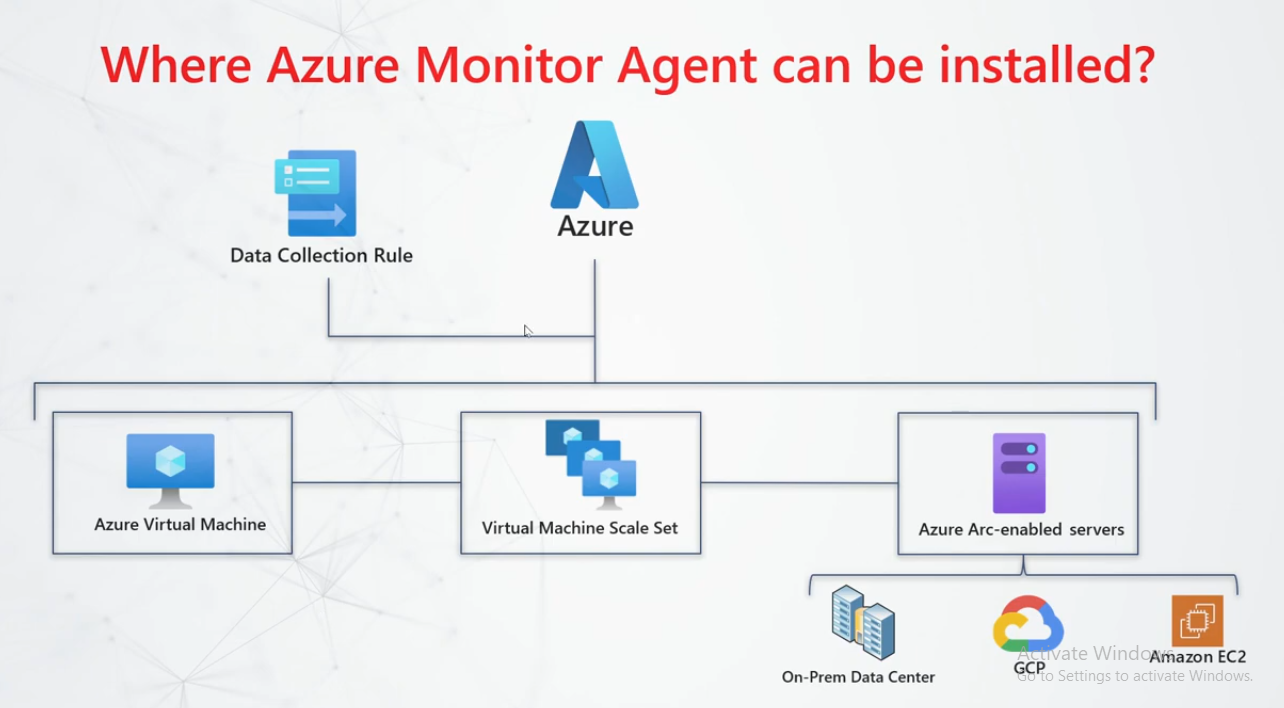 Where Azure Monitor Agent can be installed?
Data Collection Rule
Azure
Azure Virtual Machine
Virtual Machine Scale Set
Azure Arc-enabled servers
On-Prem Data Center
GCP
Amazon EC2
Activate Windows
Go to Settings to activate Windows.